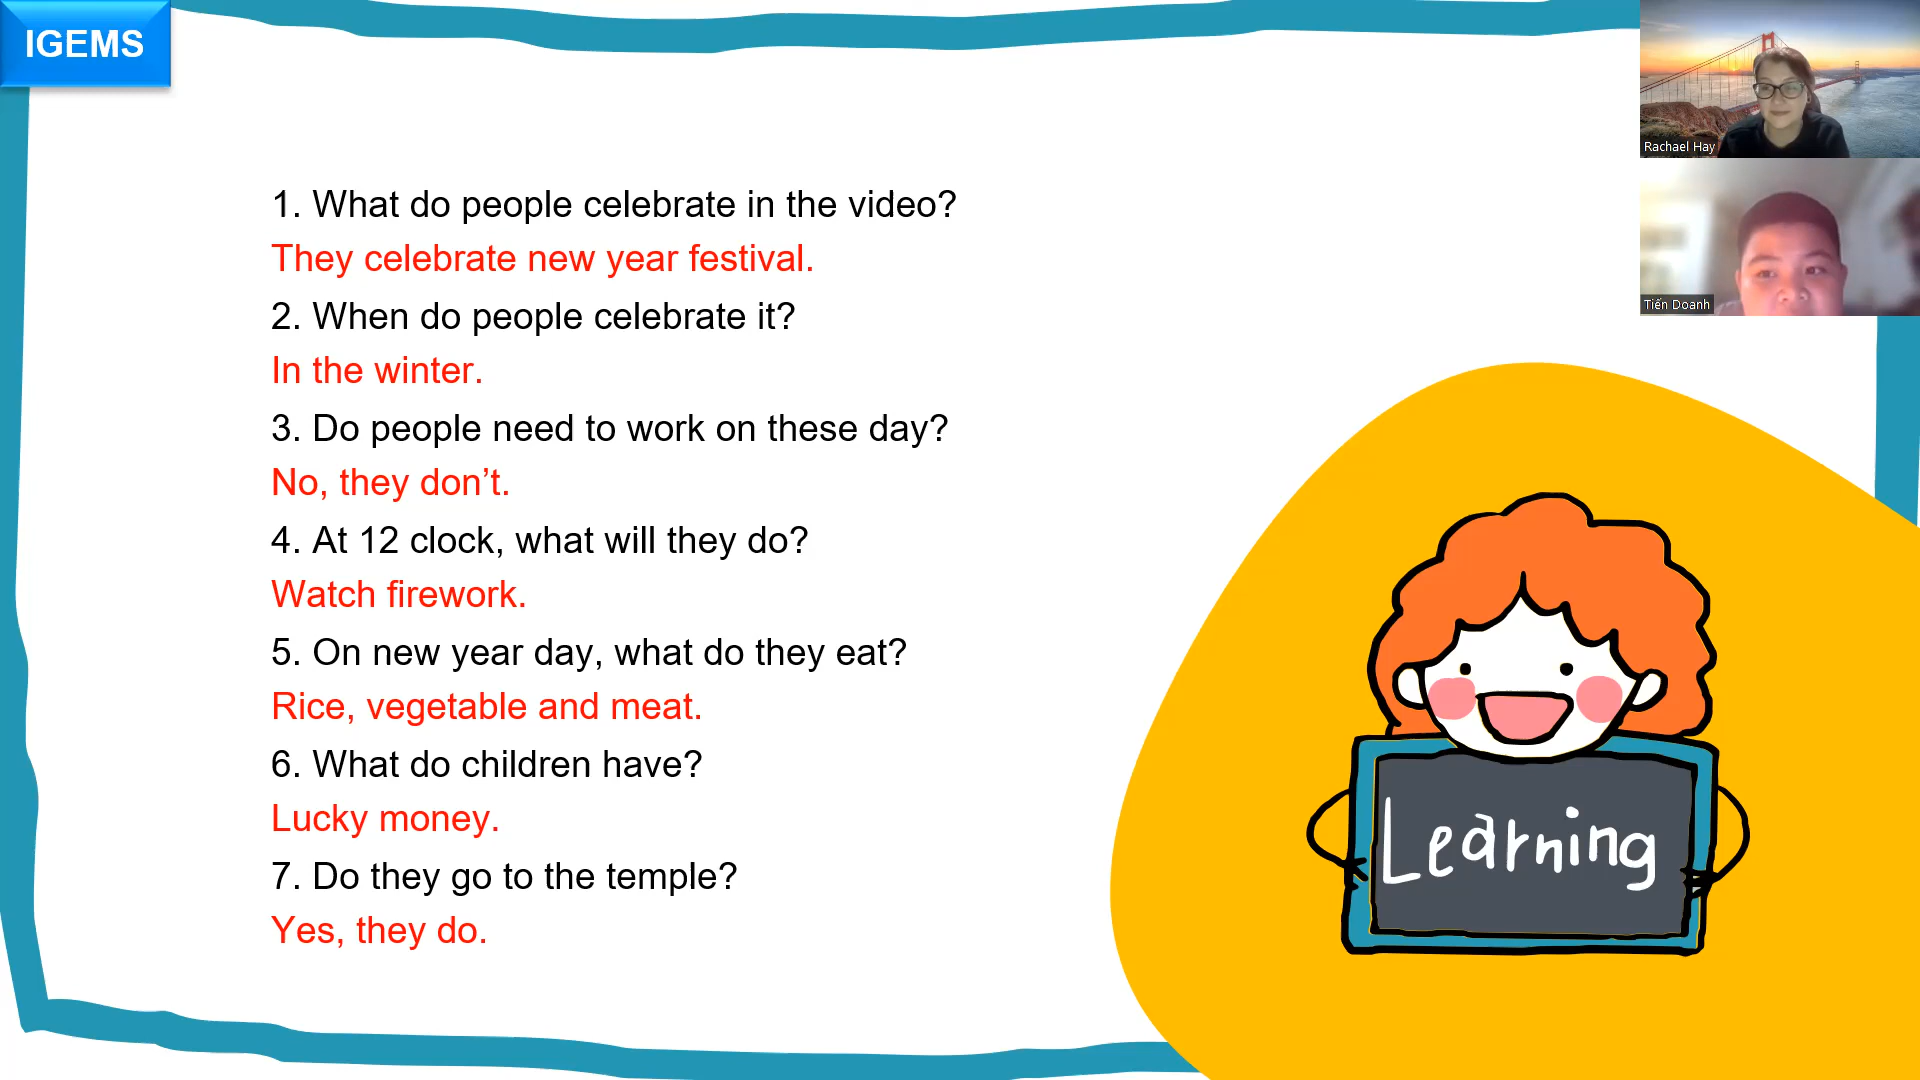 IGEMS
Rachael Hay
Tiến Doanh
1. What do people celebrate in the video?
They celebrate new year festival.
2. When do people celebrate it?
In the winter.
3. Do people need to work on these day?
No, they don’t.
4. At 12 clock, what will they do?
Watch firework.
5. On new year day, what do they eat?
Rice, vegetable and meat.
6. What do children have?
Lucky money.
7. Do they go to the temple?
Yes, they do.
Learning